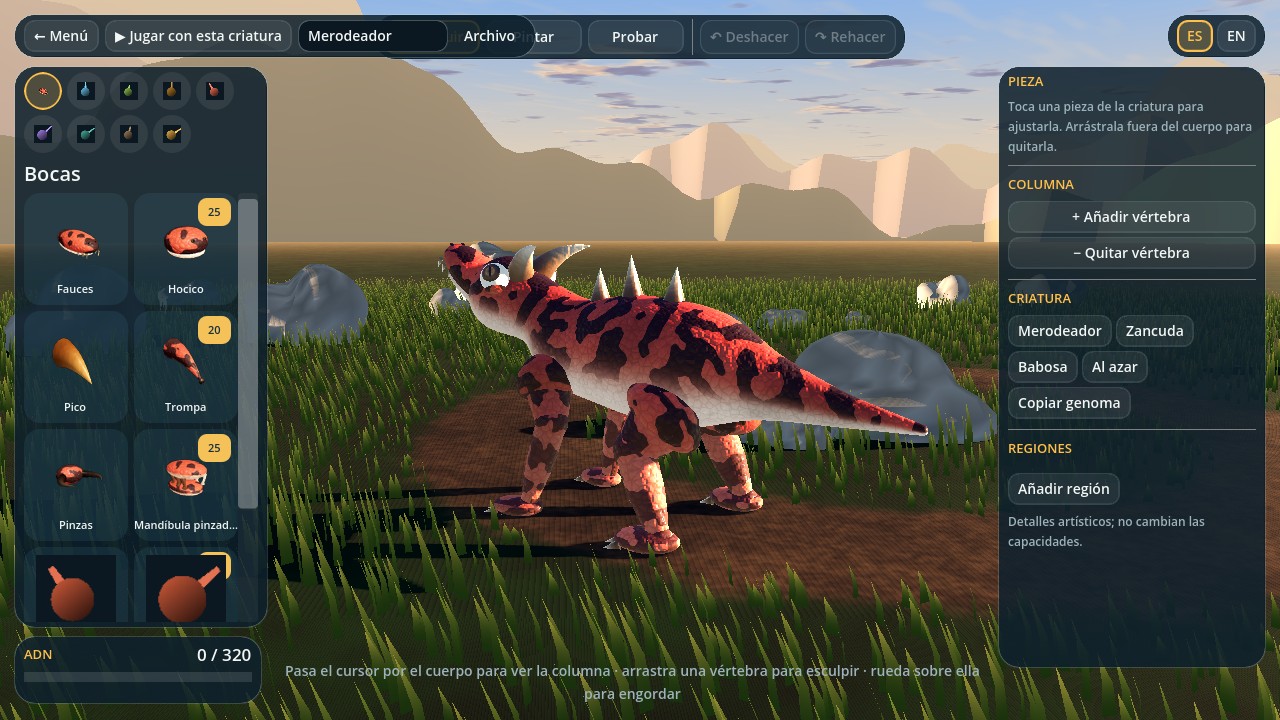 ← Menú
▶ Jugar con esta criatura
Merodeador
Archivo
Probar
↶ Deshacer
↷ Rehacer
ES
EN
Bocas
25
Fauces
Hocico
20
Pico
Trompa
25
Pinzas
Mandíbula pinzad...
ADN
0 / 320
Pasa el cursor por el cuerpo para ver la columna · arrastra una vértebra para esculpir · rueda sobre ella
para engordar
PIEZA
Toca una pieza de la criatura para
ajustarla. Arrástrala fuera del cuerpo para
quitarla.
COLUMNA
+ Añadir vértebra
− Quitar vértebra
CRIATURA
Merodeador
Zancuda
Babosa
Al azar
Copiar genoma
REGIONES
Añadir región
Detalles artísticos; no cambian las
capacidades.